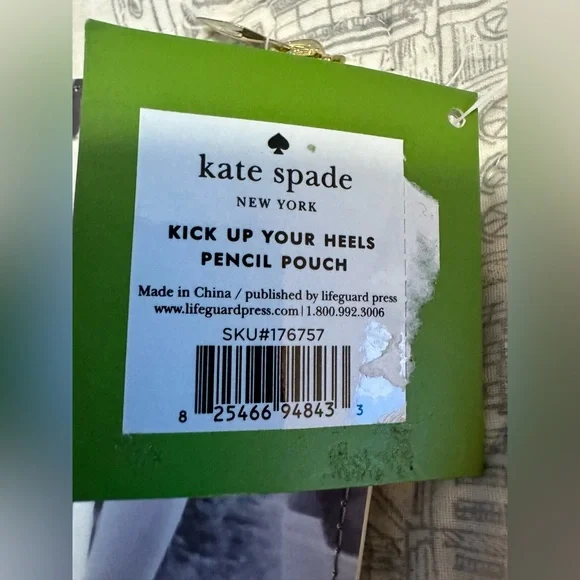 kate spade
NEW YORK
KICK UP YOUR HEELS
PENCIL POUCH
Made in China / published by lifeguard press
www.lifeguardpress.com | 1.800.992.3006
SKU#176757
8 25466 94843 3